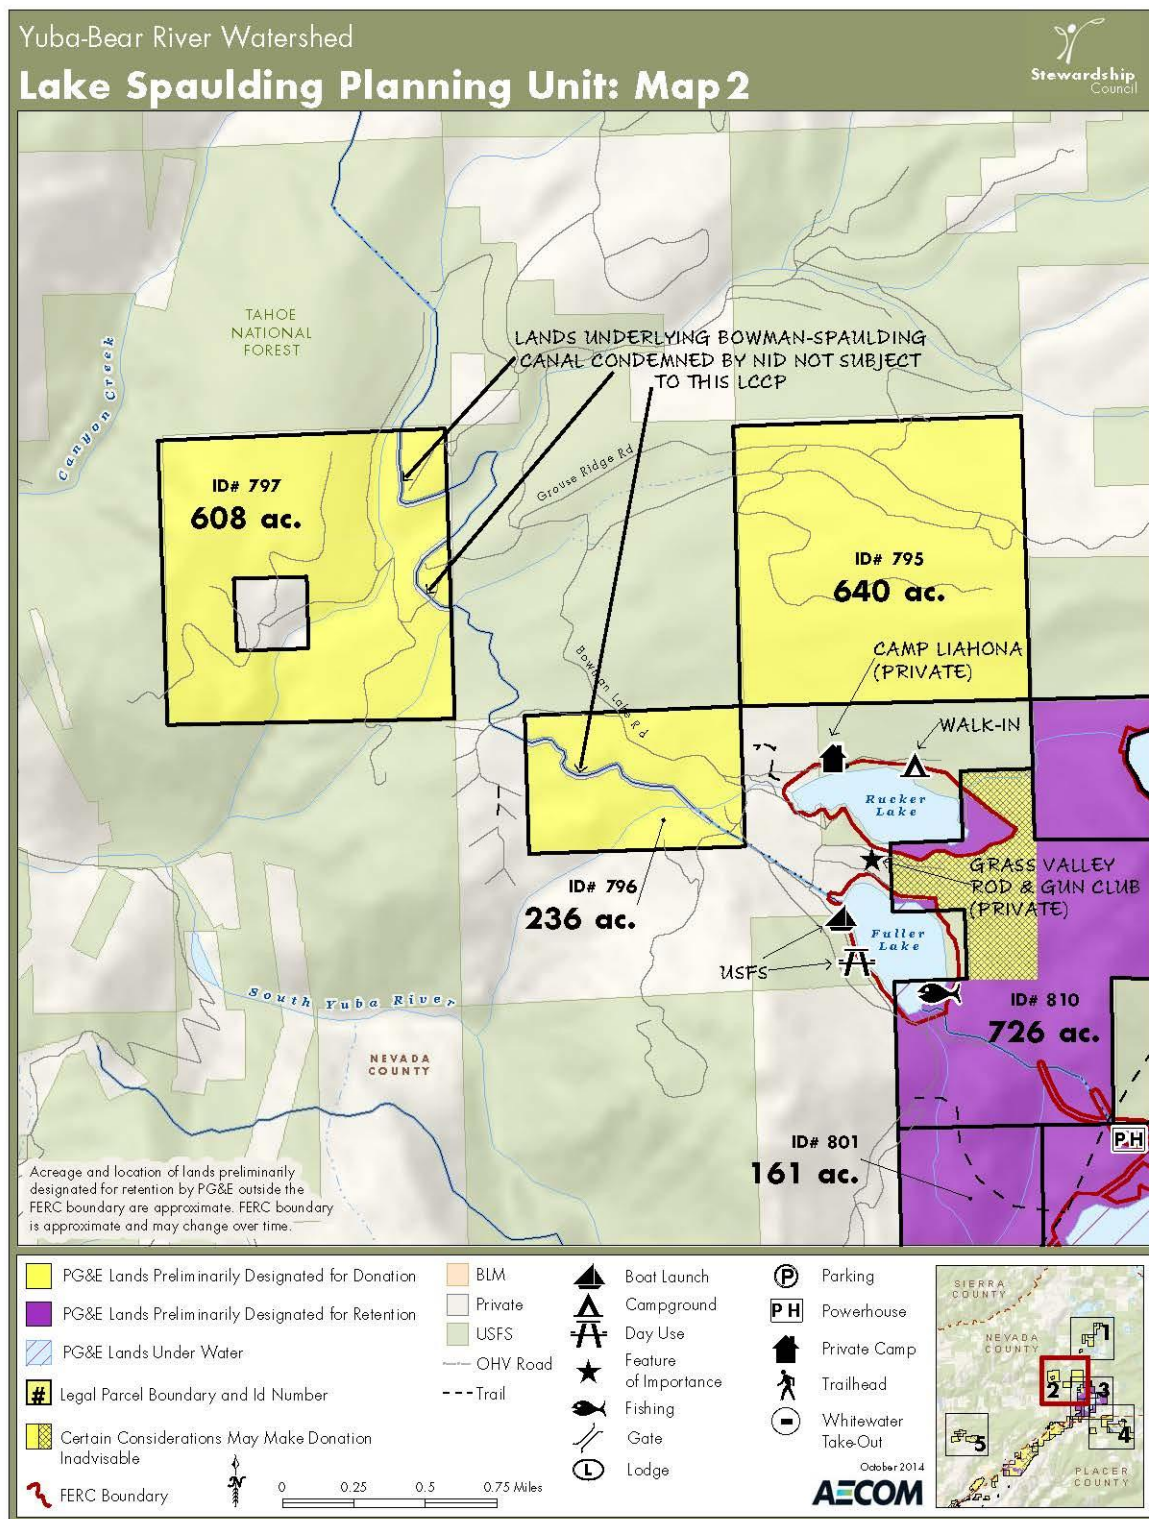 Yuba-Bear River Watershed
Lake Spaulding Planning Unit: Map 2
Stewardship
Council
TAHOE
NATIONAL
FOREST
Canyon Creek
LANDS UNDERLYING BOWMAN-SPAULDING
CANAL CONDEMNED BY NID NOT SUBJECT
TO THIS LCCP
Grouse Ridge Rd
ID# 797
608 ac.
ID# 795
640 ac.
Bowman Lake Rd
CAMP LIAHONA
(PRIVATE)
WALK-IN
Rucker
Lake
GRASS VALLEY
ROD & GUN CLUB
(PRIVATE)
ID# 796
236 ac.
Fuller
Lake
USFS
South Yuba River
ID# 810
726 ac.
NEVADA
COUNTY
ID# 801
161 ac.
PH
Acreage and location of lands preliminarily
designated for retention by PG&E outside the
FERC boundary are approximate. FERC boundary
is approximate and may change over time.
PG&E Lands Preliminarily Designated for Donation
PG&E Lands Preliminarily Designated for Retention
PG&E Lands Under Water
# Legal Parcel Boundary and Id Number
Certain Considerations May Make Donation
Inadvisable
FERC Boundary
N
0 0.25 0.5 0.75 Miles
BLM
Private
USFS
OHV Road
Trail
Boat Launch
Campground
Day Use
Feature
of Importance
Fishing
Gate
L Lodge
P Parking
PH Powerhouse
Private Camp
Trailhead
Whitewater
Take-Out
October 2014
AECOM
SIERRA
COUNTY
NEVADA
COUNTY
1
2
3
4
5
PLACER
COUNTY